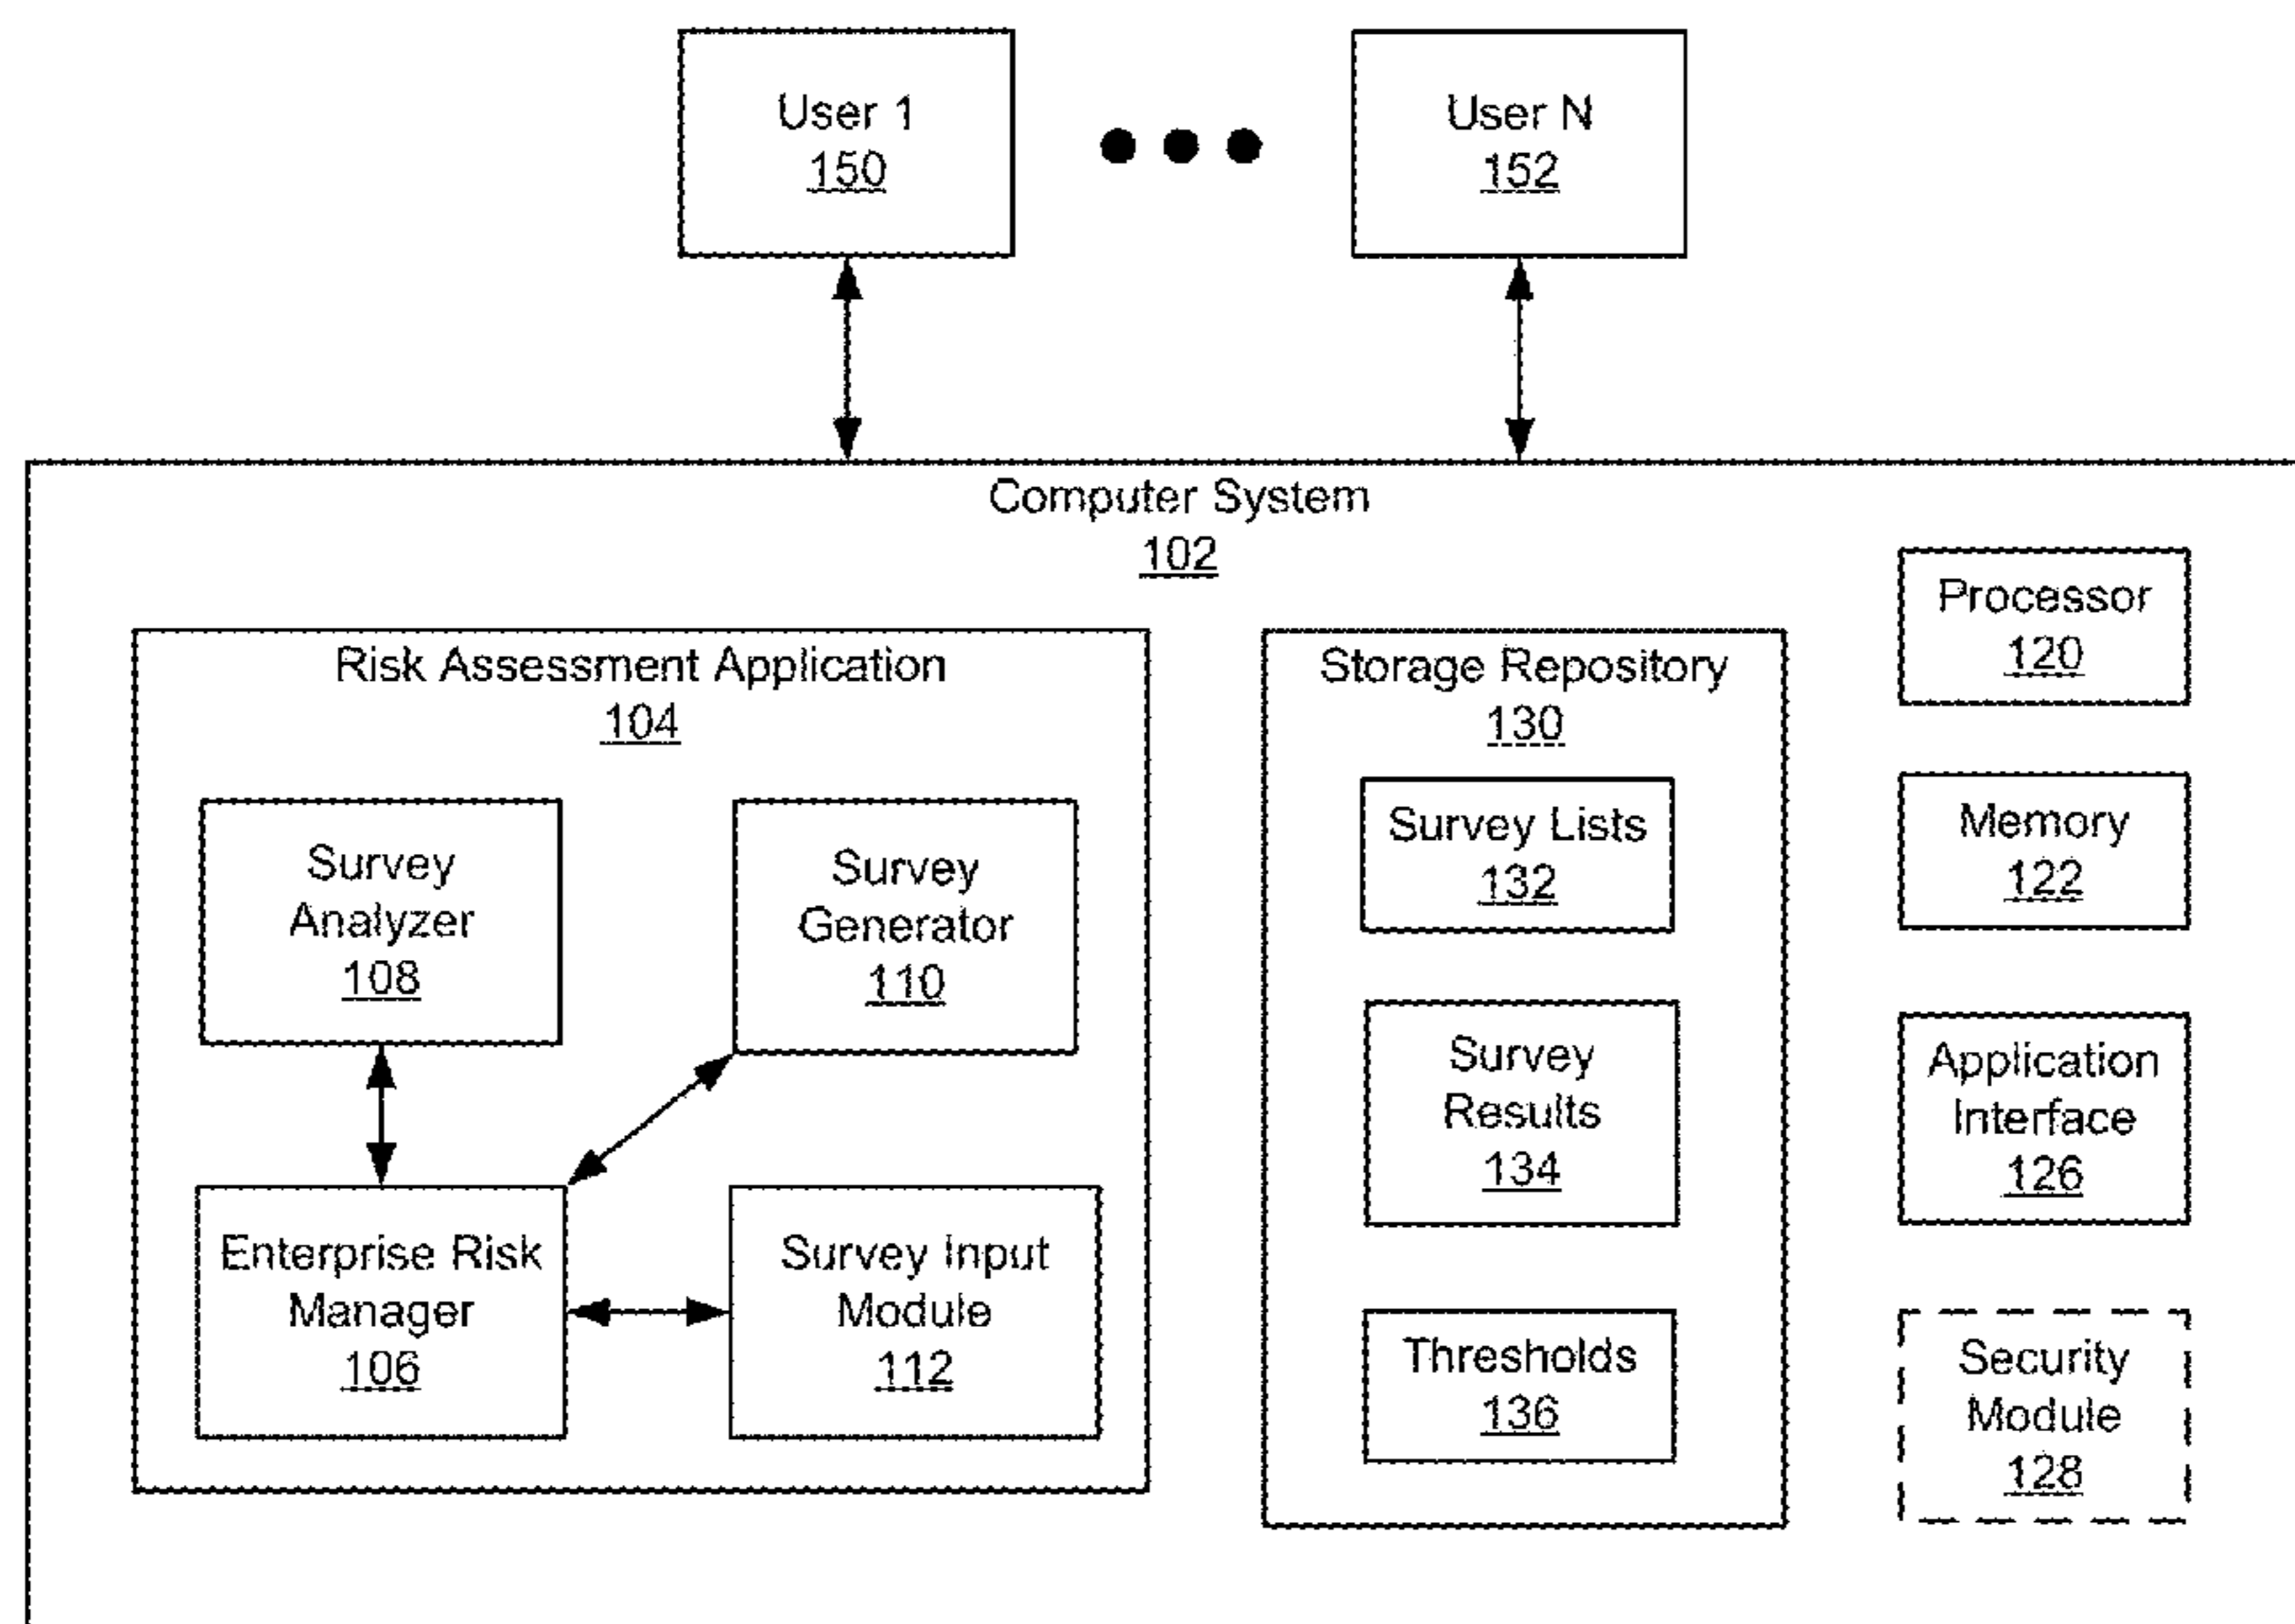 User 1
150
User N
152
Computer System
102
Risk Assessment Application
104
Survey
Analyzer
108
Survey
Generator
110
Enterprise Risk
Manager
106
Survey Input
Module
112
Storage Repository
130
Survey Lists
132
Survey
Results
134
Thresholds
136
Processor
120
Memory
122
Application
Interface
126
Security
Module
128